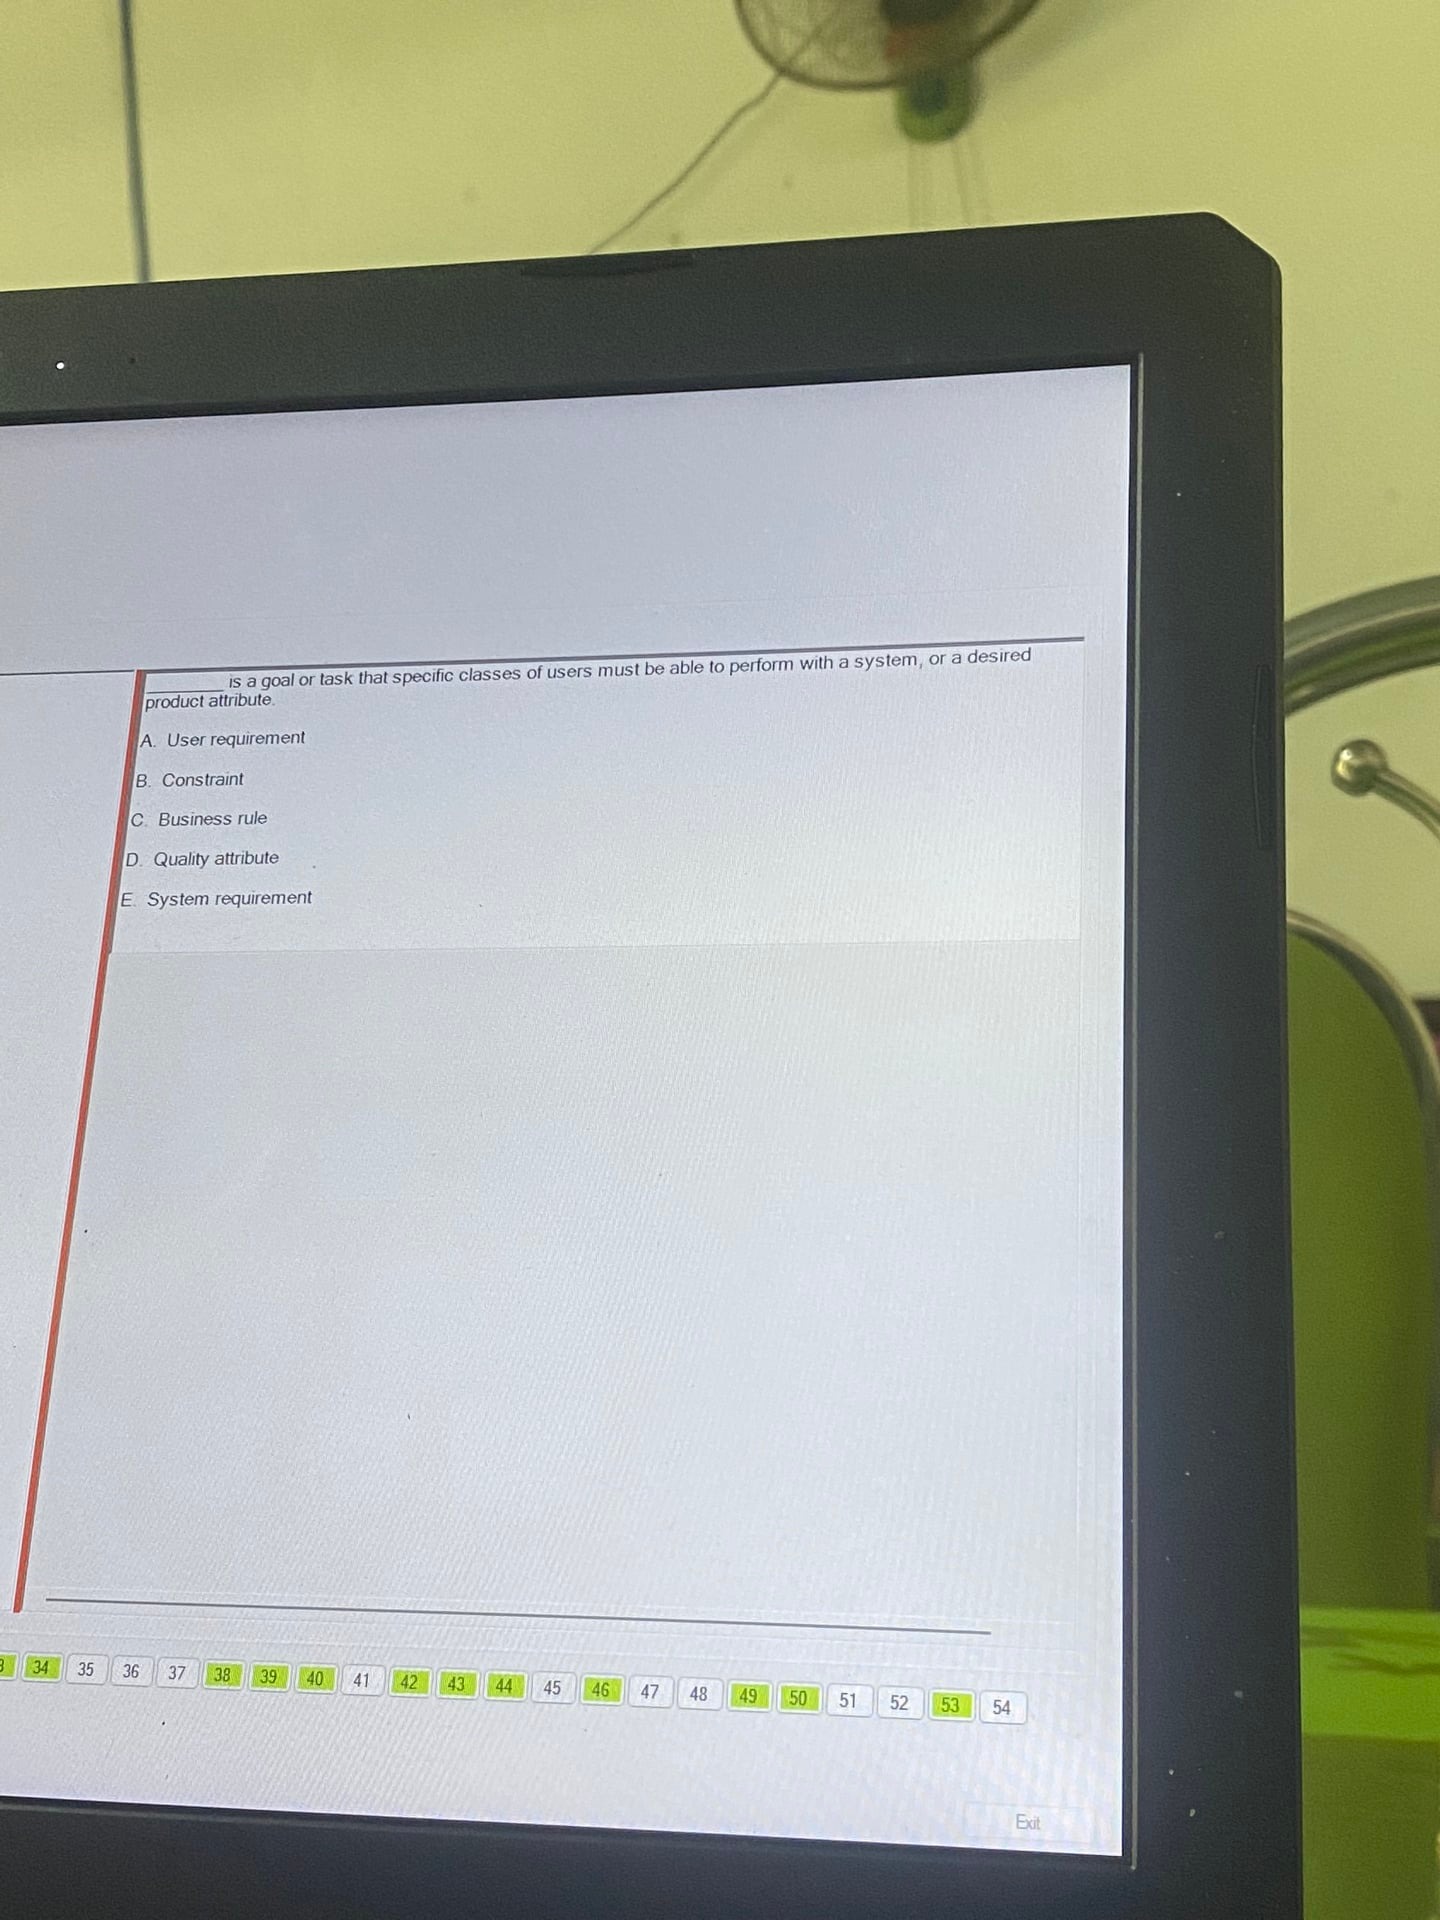 ________ is a goal or task that specific classes of users must be able to perform with a system, or a desired
product attribute.
A. User requirement
B. Constraint
C. Business rule
D. Quality attribute
E. System requirement
34 35 36 37 38 39 40 41 42 43 44 45 46 47 48 49 50 51 52 53 54
Exit